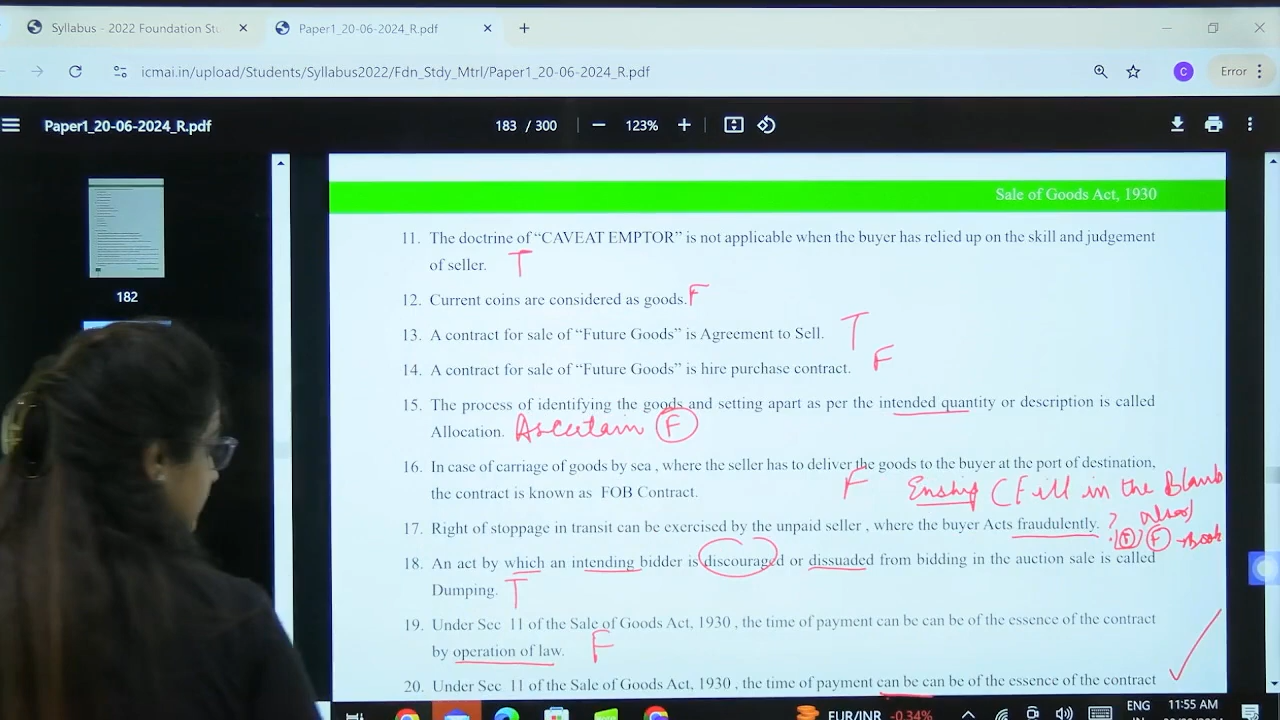 Syllabus - 2022 Foundation Stu
Paper1_20-06-2024_R.pdf
icmai.in/upload/Students/Syllabus2022/Fdn_Stdy_Mtrl/Paper1_20-06-2024_R.pdf
C
Error
Paper1_20-06-2024_R.pdf
183 / 300
123%
182
Sale of Goods Act, 1930
11. The doctrine of “CAVEAT EMPTOR” is not applicable when the buyer has relied up on the skill and judgement
of seller. T
12. Current coins are considered as goods. F
13. A contract for sale of “Future Goods” is Agreement to Sell. T
14. A contract for sale of “Future Goods” is hire purchase contract. F
15. The process of identifying the goods and setting apart as per the intended quantity or description is called
Allocation. Ascertain F
16. In case of carriage of goods by sea , where the seller has to deliver the goods to the buyer at the port of destination,
the contract is known as FOB Contract. F Enship (Fill in the Blank
17. Right of stoppage in transit can be exercised by the unpaid seller , where the buyer Acts fraudulently. ?
F Book
18. An act by which an intending bidder is discouraged or dissuaded from bidding in the auction sale is called
Dumping. T
19. Under Sec 11 of the Sale of Goods Act, 1930 , the time of payment can be can be of the essence of the contract
by operation of law. F
20. Under Sec 11 of the Sale of Goods Act, 1930 , the time of payment can be can be of the essence of the contract
EUR/INR -0.34%
ENG
11:55 AM